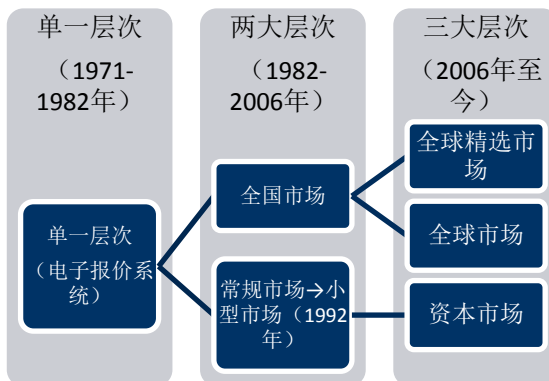 单一层次
（1971-
1982年）
单一层次
（电子报价系
统）
两大层次
（1982-
2006年）
全国市场
常规市场→小
型市场（1992
年）
三大层次
（2006年至
今）
全球精选市
场
全球市场
资本市场